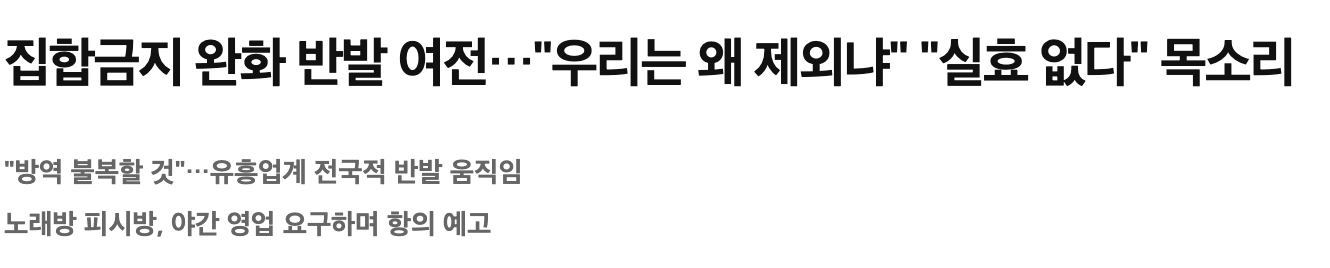 집합금지 완화 반발 여전…"우리는 왜 제외냐" "실효 없다" 목소리
"방역 불복할 것"…유흥업계 전국적 반발 움직임
노래방 피시방, 야간 영업 요구하며 항의 예고